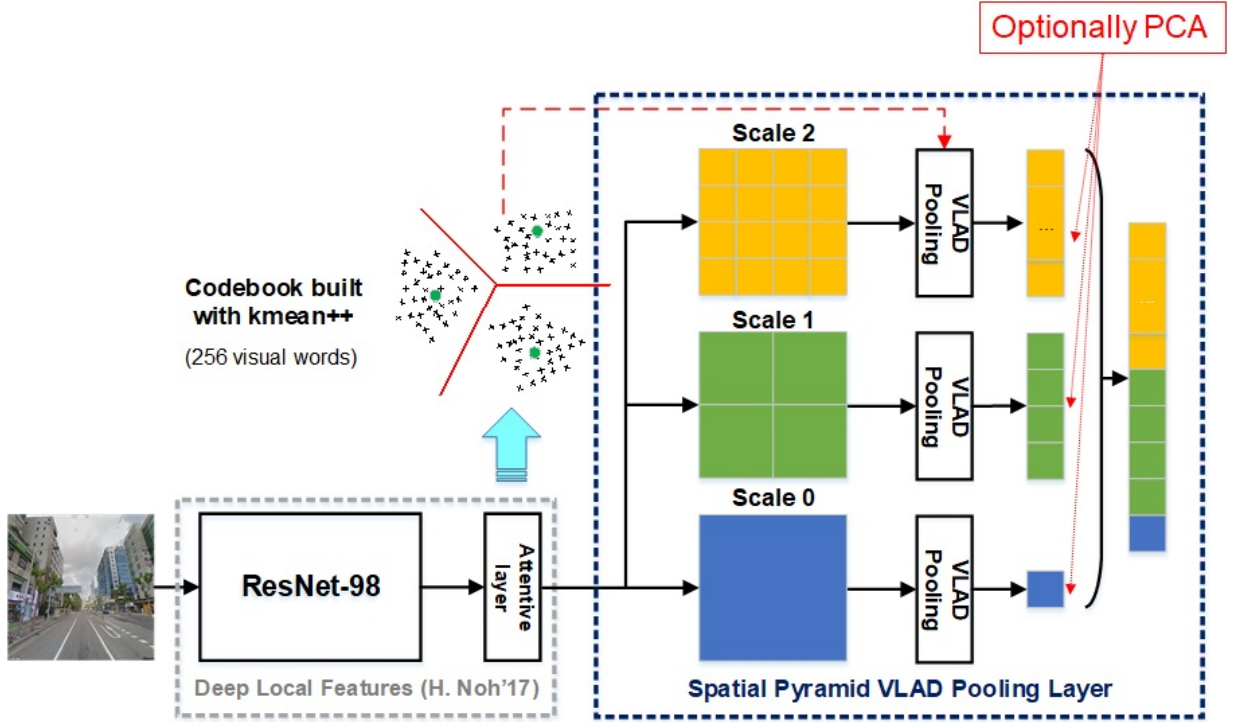 Optionally PCA
Scale 2
VLAD
Pooling
...
...
Codebook built
with kmean++
(256 visual words)
Scale 1
VLAD
Pooling
Scale 0
VLAD
Pooling
ResNet-98
Attentive
layer
Deep Local Features (H. Noh'17)
Spatial Pyramid VLAD Pooling Layer